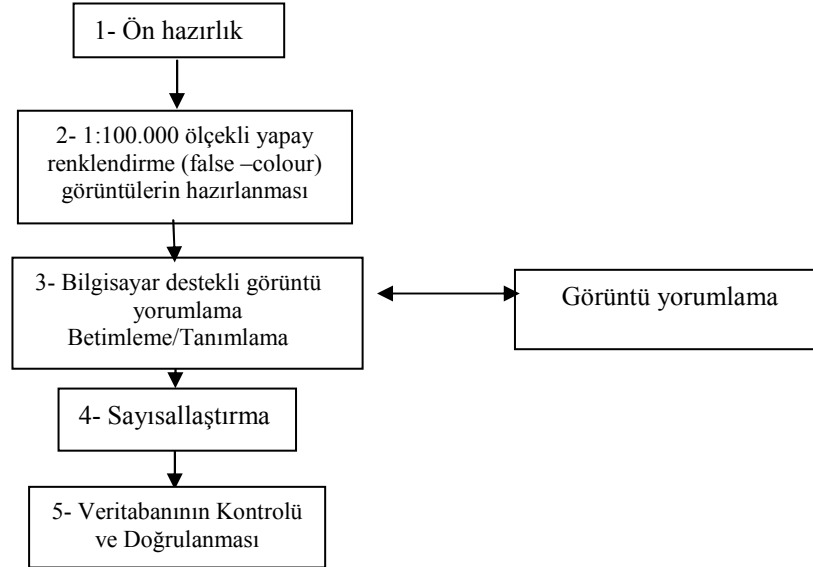 1- Ön hazırlık
2- 1:100.000 ölçekli yapay
renklendirme (false –colour)
görüntülerin hazırlanması
3- Bilgisayar destekli görüntü
yorumlama
Betimleme/Tanımlama
Görüntü yorumlama
4- Sayısallaştırma
5- Veritabanının Kontrolü
ve Doğrulanması